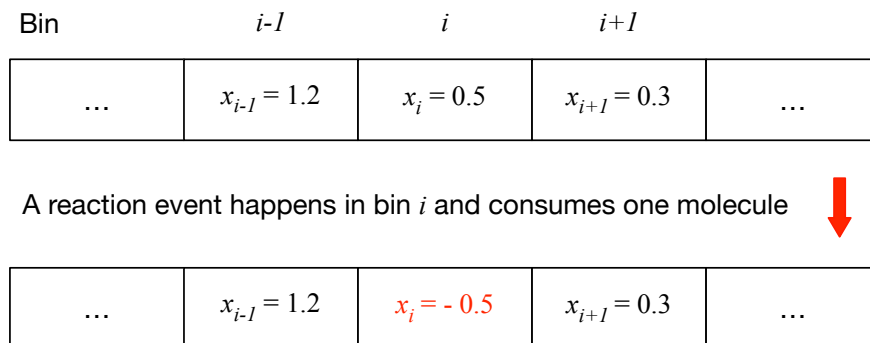 Bin i-1 i i+1
... x_{i-1} = 1.2 x_i = 0.5 x_{i+1} = 0.3 ...
A reaction event happens in bin i and consumes one molecule
... x_{i-1} = 1.2 x_i = - 0.5 x_{i+1} = 0.3 ...